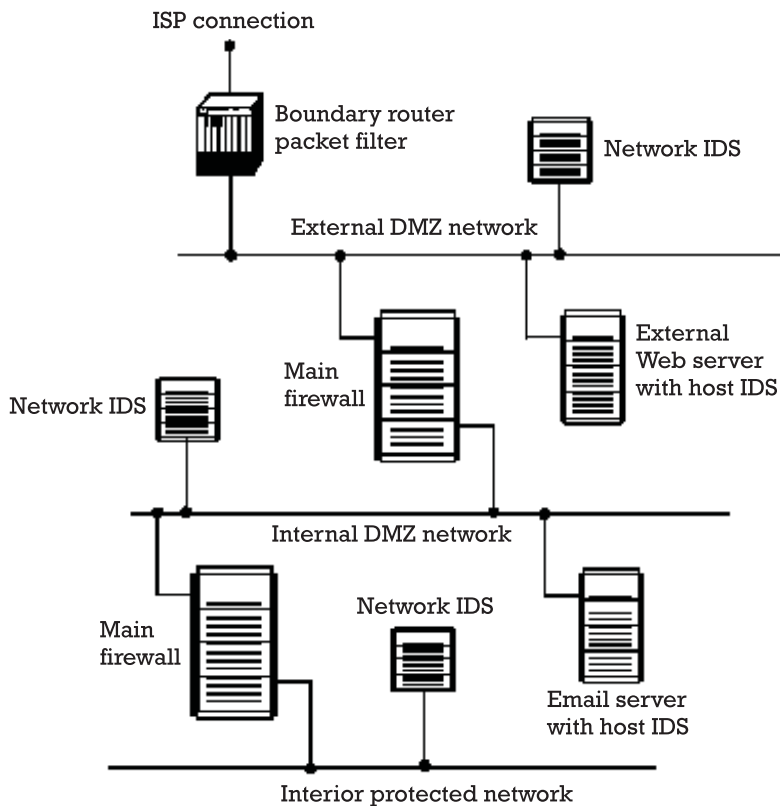 ISP connection
Boundary router
packet filter
Network IDS
External DMZ network
External
Web server
with host IDS
Main
firewall
Network IDS
Internal DMZ network
Main
firewall
Network IDS
Email server
with host IDS
Interior protected network